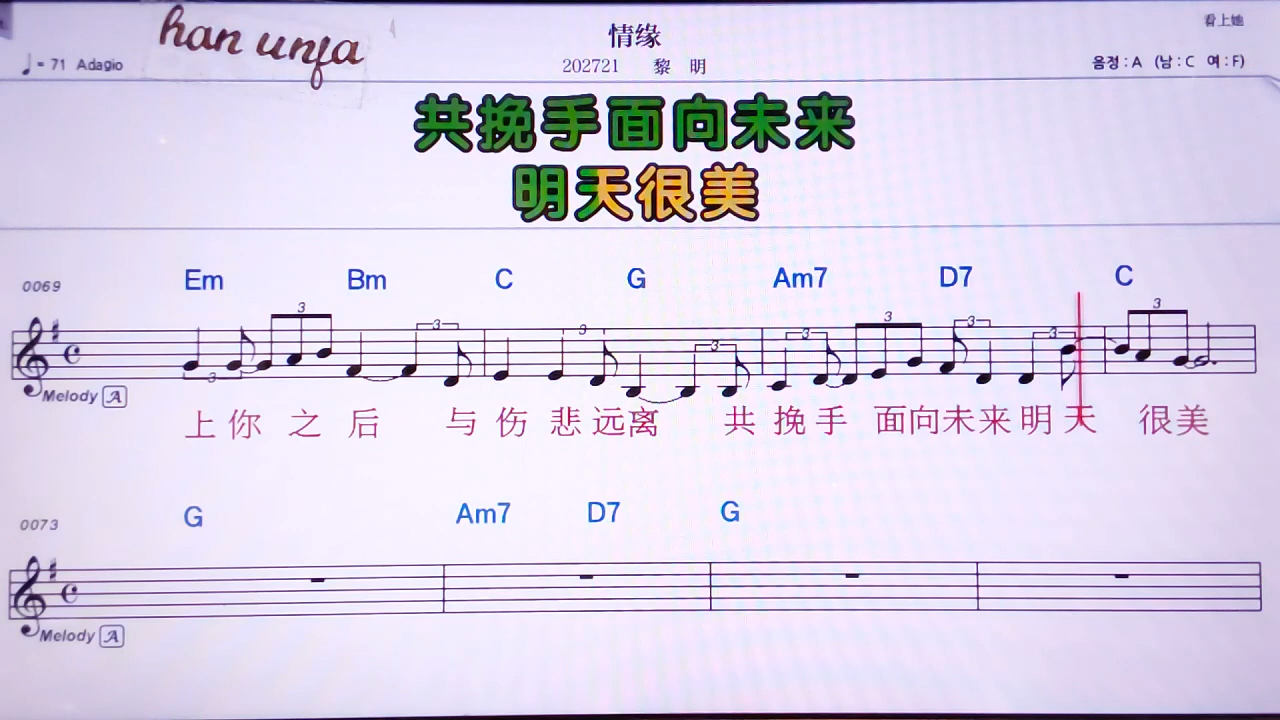 han unfa
情缘
看上她
♩= 71 Adagio
202721 黎 明
음정 : A (남 : C 여 : F)
共挽手面向未来
明天很美
0069 Em Bm C G Am7 D7 C
3 3 3 3 3 3 3 3 3 3
Melody A
上你 之 后 与 伤 悲 远离 共 挽 手 面向未来 明 天 很美
0073 G Am7 D7 G
Melody A